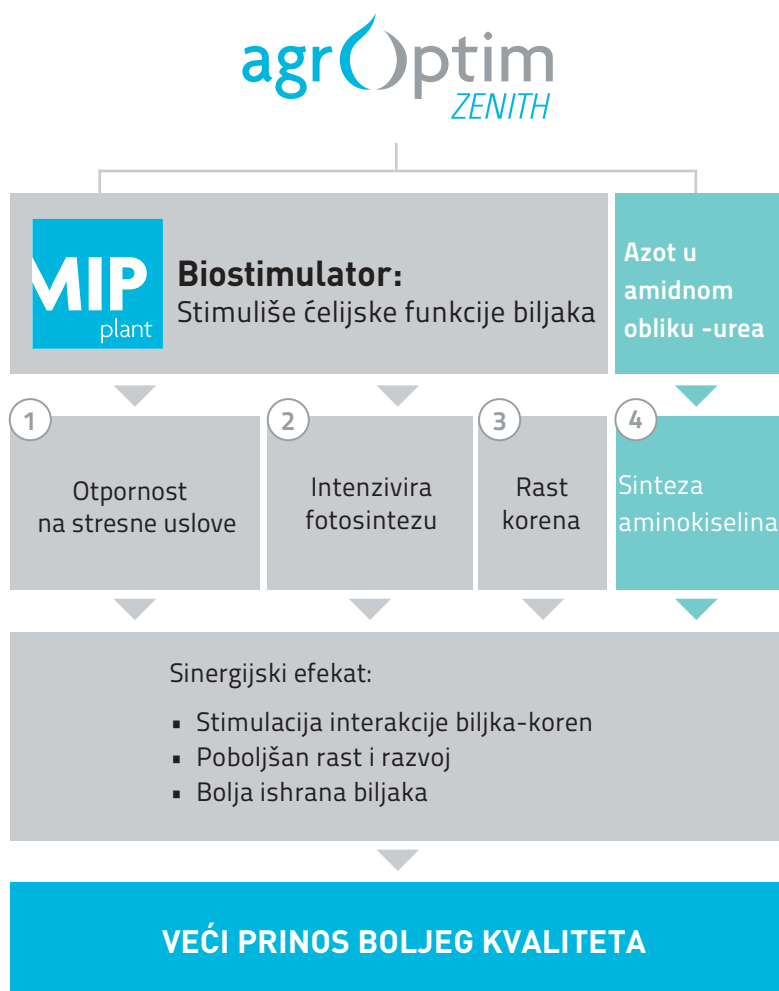 agrOptim
ZENITH
MIP
plant
Biostimulator:
Stimuliše ćelijske funkcije biljaka
Azot u
amidnom
obliku -urea
1
Otpornost
na stresne uslove
2
Intenzivira
fotosintezu
3
Rast
korena
4
Sinteza
aminokiselina
Sinergijski efekat:
▪ Stimulacija interakcije biljka-koren
▪ Poboljšan rast i razvoj
▪ Bolja ishrana biljaka
VEĆI PRINOS BOLJEG KVALITETA